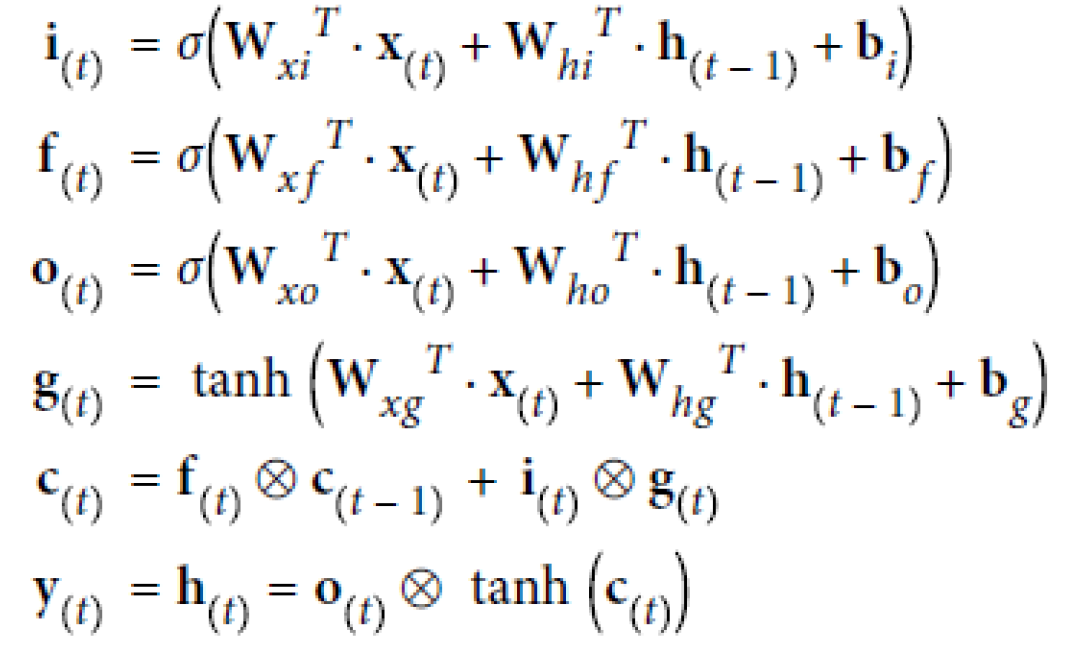 i(t) = σ(Wxi^T · x(t) + Whi^T · h(t − 1) + bi)
f(t) = σ(Wxf^T · x(t) + Whf^T · h(t − 1) + bf)
o(t) = σ(Wxo^T · x(t) + Who^T · h(t − 1) + bo)
g(t) = tanh (Wxg^T · x(t) + Whg^T · h(t − 1) + bg)
c(t) = f(t) ⊗ c(t − 1) + i(t) ⊗ g(t)
y(t) = h(t) = o(t) ⊗ tanh (c(t))